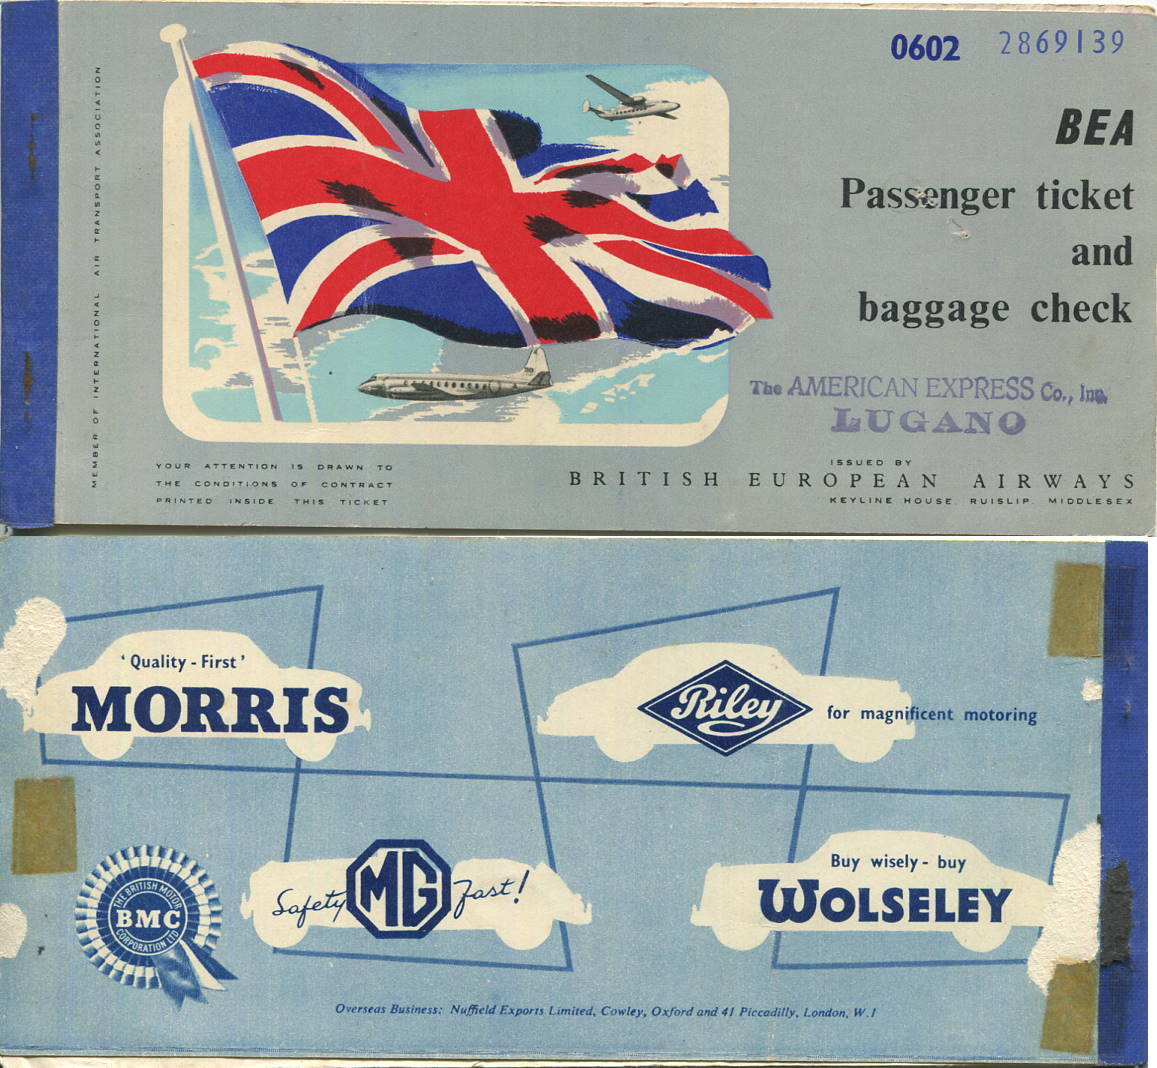 0602 2869139
BEA
Passenger ticket
and
baggage check
The AMERICAN EXPRESS Co., Inc.
LUGANO
ISSUED BY
BRITISH EUROPEAN AIRWAYS
KEYLINE HOUSE, RUISLIP, MIDDLESEX
MEMBER OF INTERNATIONAL AIR TRANSPORT ASSOCIATION
YOUR ATTENTION IS DRAWN TO
THE CONDITIONS OF CONTRACT
PRINTED INSIDE THIS TICKET
'Quality - First'
MORRIS
Riley
for magnificent motoring
THE BRITISH MOTOR
BMC
CORPORATION LTD
Safety MG fast!
Buy wisely - buy
WOLSELEY
Overseas Business: Nuffield Exports Limited, Cowley, Oxford and 41 Piccadilly, London, W.1